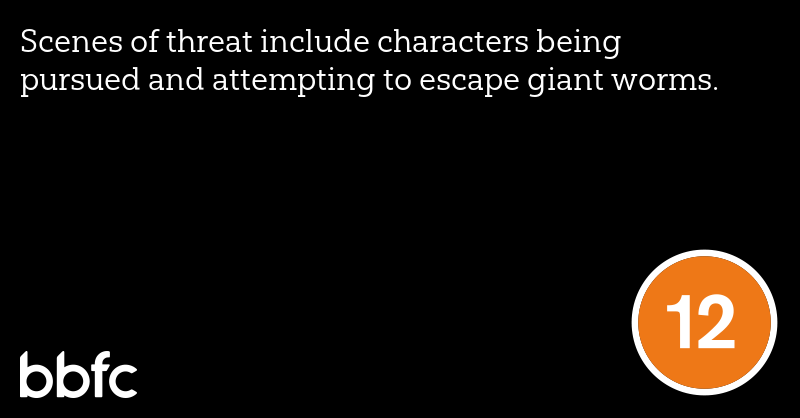 Scenes of threat include characters being
pursued and attempting to escape giant worms.
12
bbfc